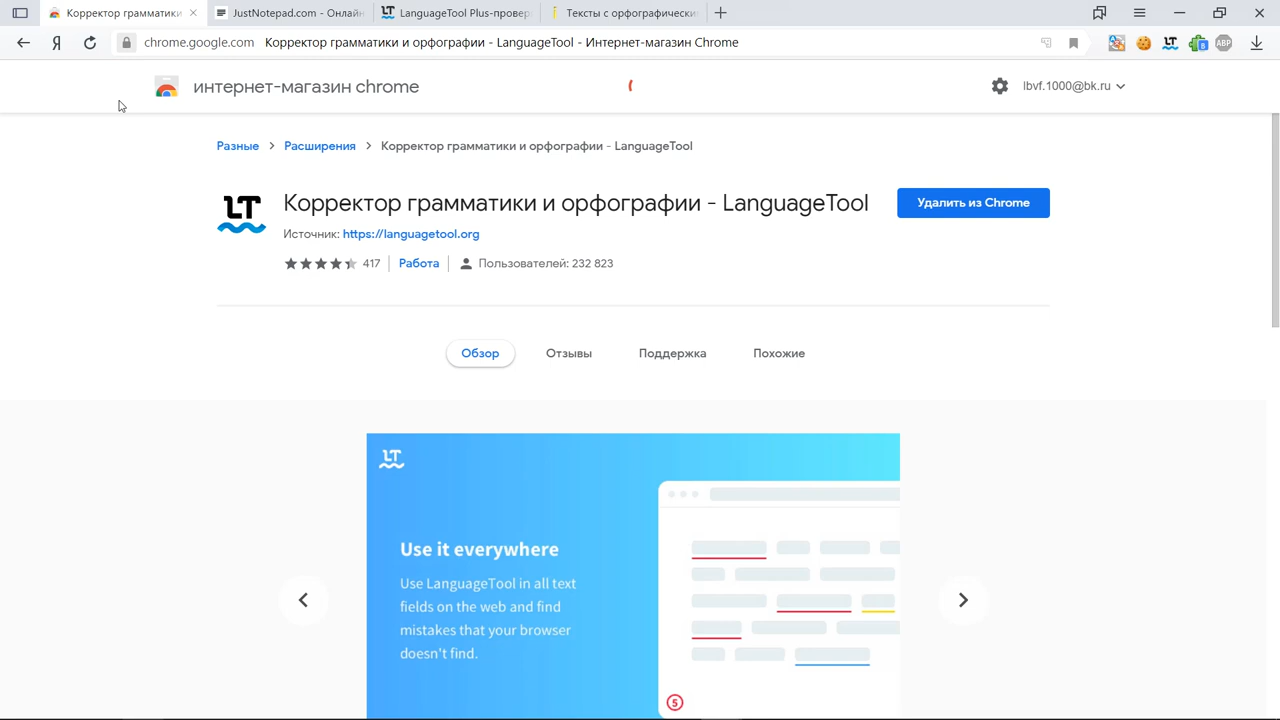 Корректор грамматики
JustNotepad.com - Онлай
LanguageTool Plus-провер
Тексты с орфографически
Я
chrome.google.com Корректор грамматики и орфографии - LanguageTool - Интернет-магазин Chrome
LT
ABP
интернет-магазин chrome
lbvf.1000@bk.ru
Разные > Расширения > Корректор грамматики и орфографии - LanguageTool
LT
Корректор грамматики и орфографии - LanguageTool
Удалить из Chrome
Источник: https://languagetool.org
417
Работа
Пользователей: 232 823
Обзор
Отзывы
Поддержка
Похожие
LT
Use it everywhere
Use LanguageTool in all text
fields on the web and find
mistakes that your browser
doesn't find.
5